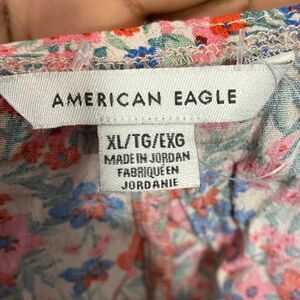 AMERICAN EAGLE
XL/TG/EXG
MADE IN JORDAN
FABRIQUÉ EN
JORDANIE